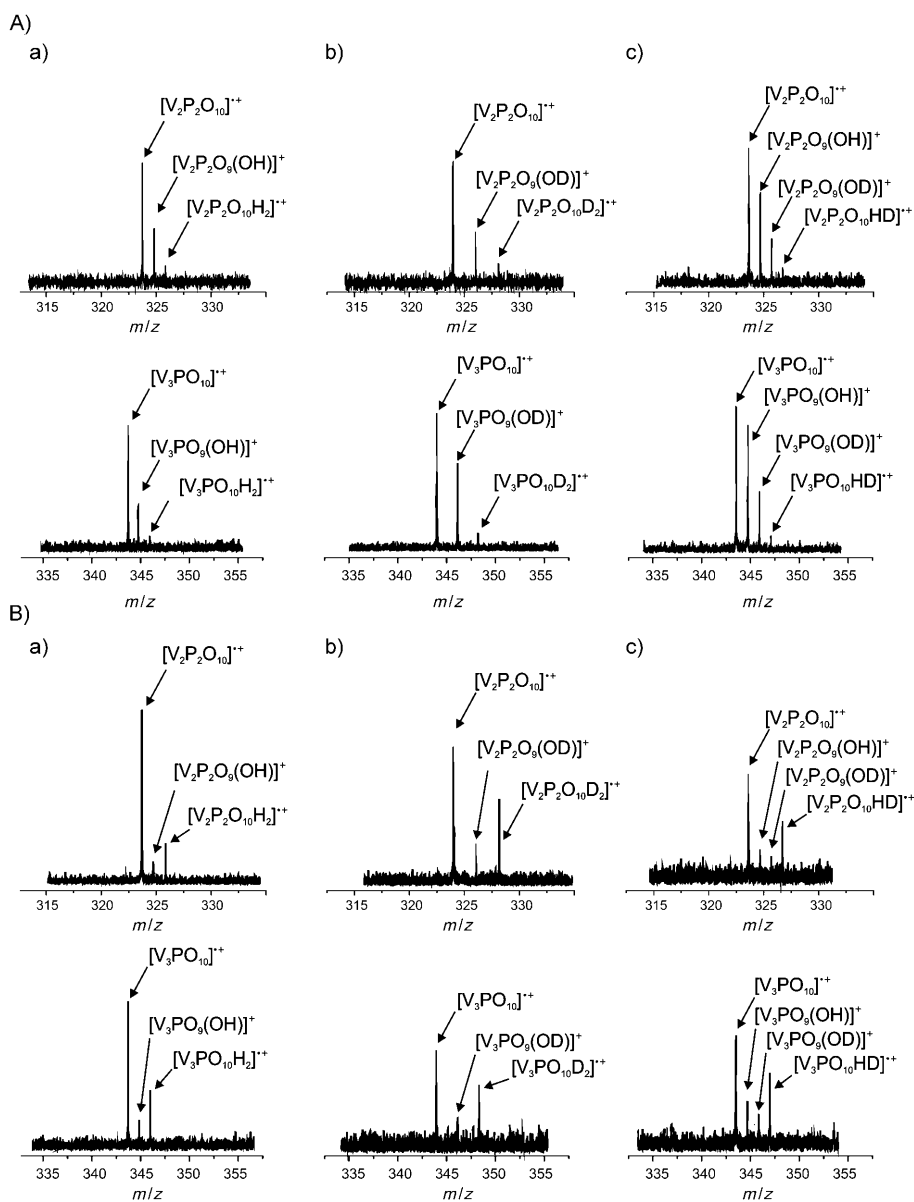 A)
a)
b)
c)
[V₂P₂O₁₀]•⁺
[V₂P₂O₉(OH)]⁺
[V₂P₂O₁₀H₂]•⁺
315 320 325 330
m/z
[V₂P₂O₁₀]•⁺
[V₂P₂O₉(OD)]⁺
[V₂P₂O₁₀D₂]•⁺
315 320 325 330
m/z
[V₂P₂O₁₀]•⁺
[V₂P₂O₉(OH)]⁺
[V₂P₂O₉(OD)]⁺
[V₂P₂O₁₀HD]•⁺
315 320 325 330
m/z
[V₃PO₁₀]•⁺
[V₃PO₉(OH)]⁺
[V₃PO₁₀H₂]•⁺
335 340 345 350 355
m/z
[V₃PO₁₀]•⁺
[V₃PO₉(OD)]⁺
[V₃PO₁₀D₂]•⁺
335 340 345 350 355
m/z
[V₃PO₁₀]•⁺
[V₃PO₉(OH)]⁺
[V₃PO₉(OD)]⁺
[V₃PO₁₀HD]•⁺
335 340 345 350 355
m/z
B)
a)
b)
c)
[V₂P₂O₁₀]•⁺
[V₂P₂O₉(OH)]⁺
[V₂P₂O₁₀H₂]•⁺
315 320 325 330
m/z
[V₂P₂O₁₀]•⁺
[V₂P₂O₉(OD)]⁺
[V₂P₂O₁₀D₂]•⁺
315 320 325 330
m/z
[V₂P₂O₁₀]•⁺
[V₂P₂O₉(OH)]⁺
[V₂P₂O₉(OD)]⁺
[V₂P₂O₁₀HD]•⁺
315 320 325 330
m/z
[V₃PO₁₀]•⁺
[V₃PO₉(OH)]⁺
[V₃PO₁₀H₂]•⁺
335 340 345 350 355
m/z
[V₃PO₁₀]•⁺
[V₃PO₉(OD)]⁺
[V₃PO₁₀D₂]•⁺
335 340 345 350 355
m/z
[V₃PO₁₀]•⁺
[V₃PO₉(OH)]⁺
[V₃PO₉(OD)]⁺
[V₃PO₁₀HD]•⁺
335 340 345 350 355
m/z